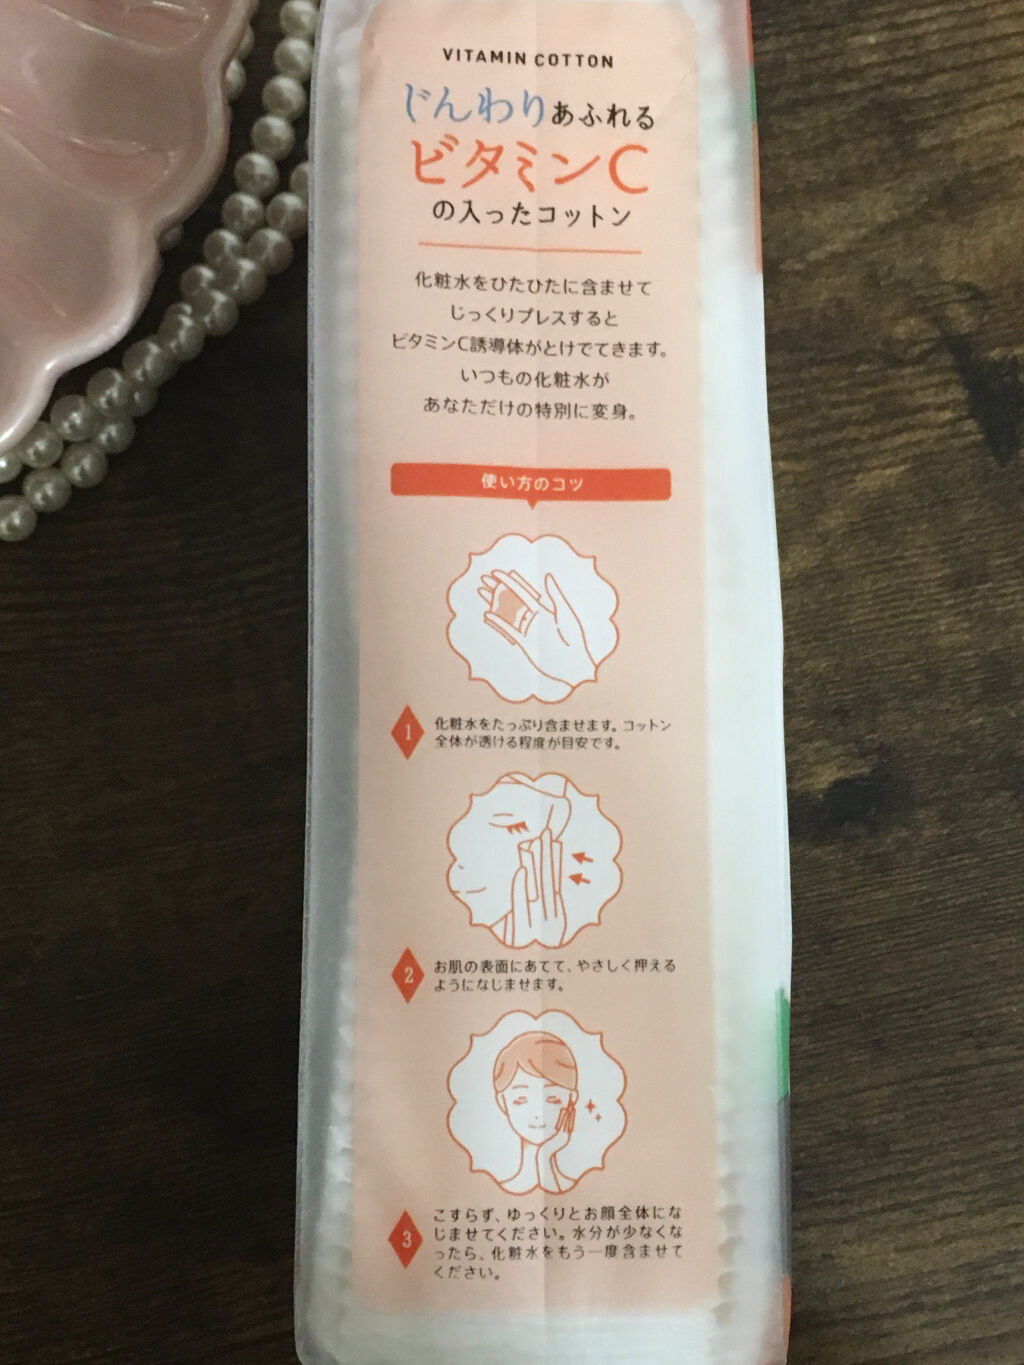 VITAMIN COTTON
じんわりあふれる
ビタミンC
の入ったコットン
化粧水をひたひたに含ませて
じっくりプレスすると
ビタミンC誘導体がとけでてきます。
いつもの化粧水が
あなただけの特別に変身。
使い方のコツ
1
化粧水をたっぷり含ませます。コットン
全体が透ける程度が目安です。
2
お肌の表面にあてて、やさしく押える
ようになじませます。
3
こすらず、ゆっくりとお顔全体にな
じませてください。水分が少なくな
ったら、化粧水をもう一度含ませて
ください。